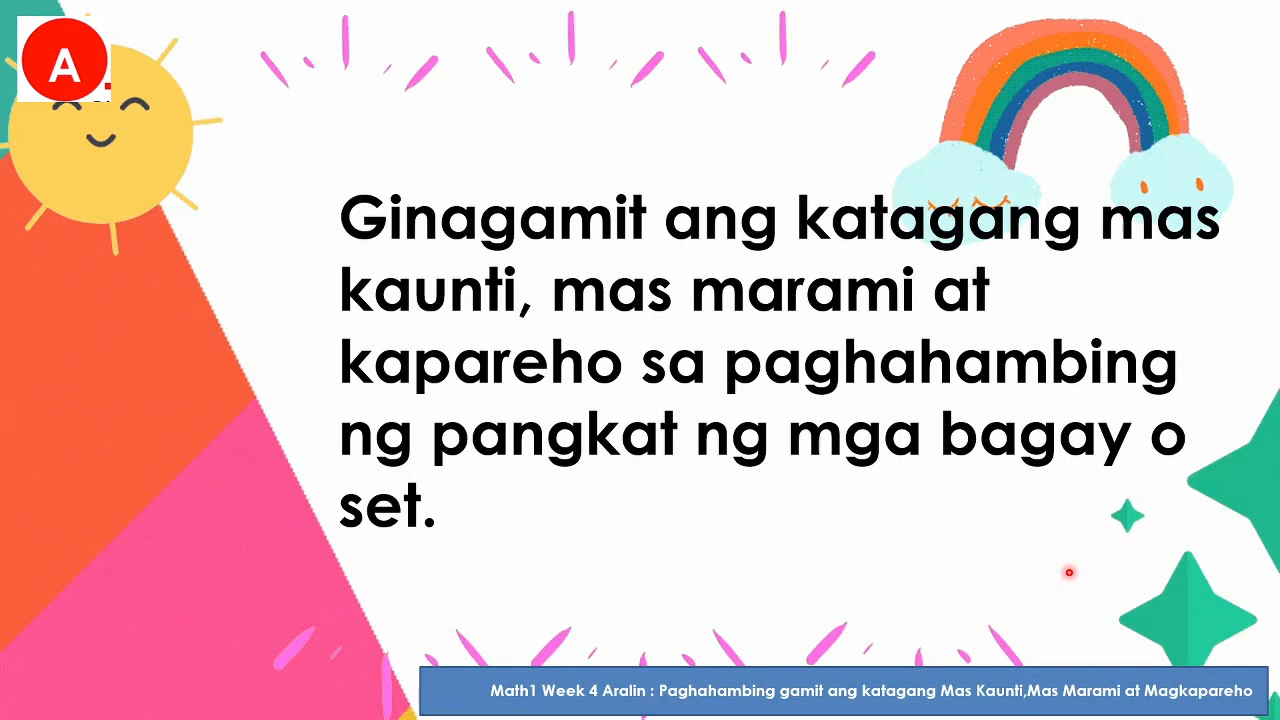 A
Ginagamit ang katagang mas
kaunti, mas marami at
kapareho sa paghahambing
ng pangkat ng mga bagay o
set.
Math1 Week 4 Aralin : Paghahambing gamit ang katagang Mas Kaunti,Mas Marami at Magkapareho